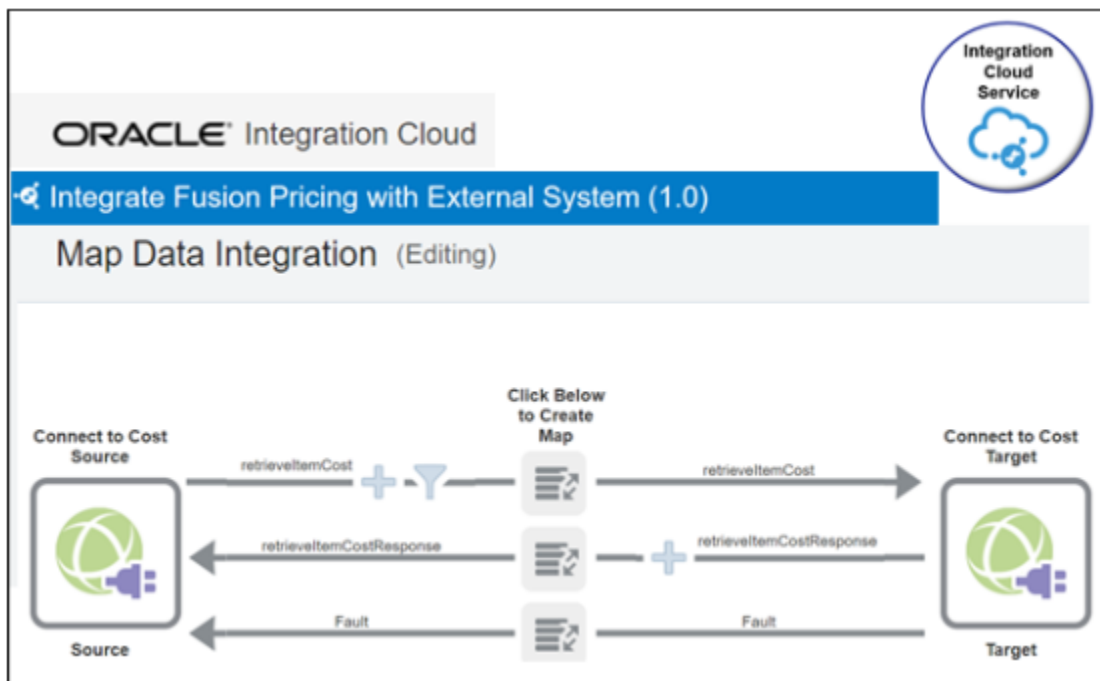 Integration
Cloud
Service
ORACLE® Integration Cloud
Integrate Fusion Pricing with External System (1.0)
Map Data Integration (Editing)
Click Below
to Create
Map
Connect to Cost
Source
Connect to Cost
Target
retrieveItemCost
retrieveItemCost
retrieveItemCostResponse
retrieveItemCostResponse
Fault
Fault
Source
Target